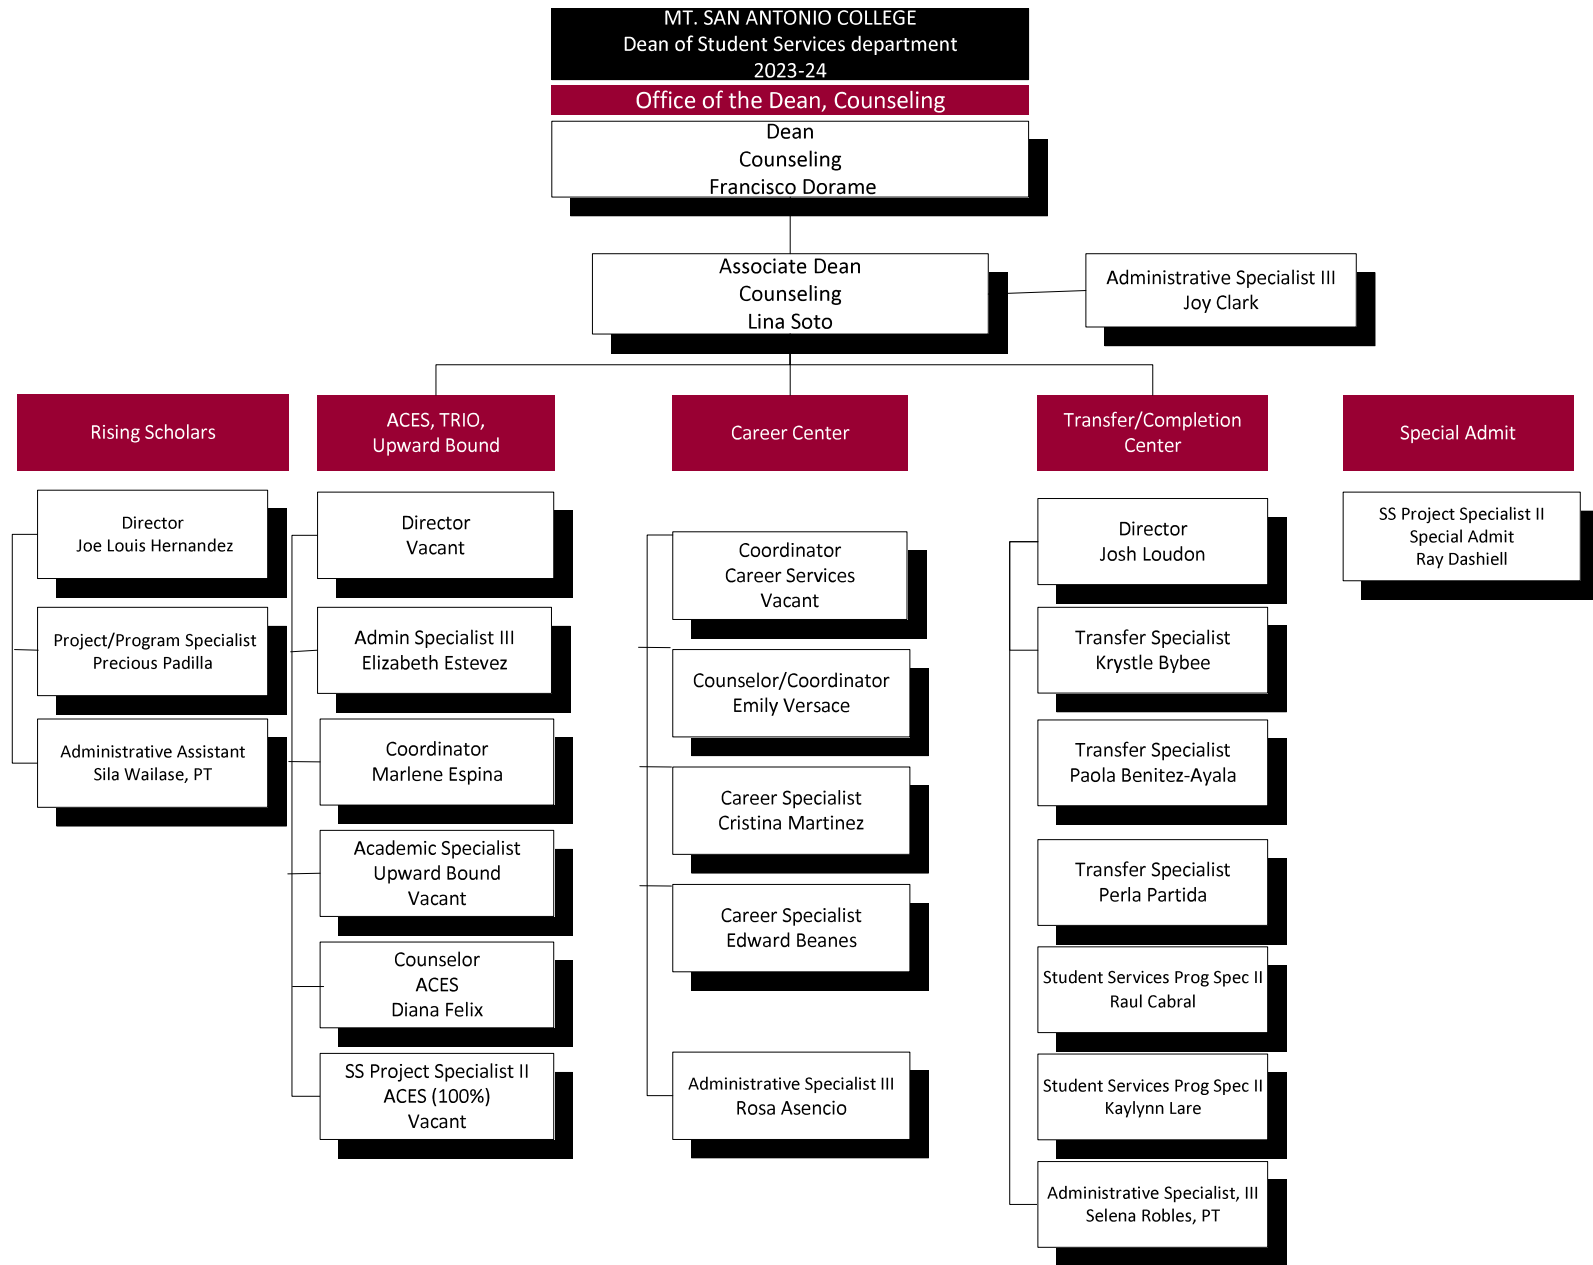 MT. SAN ANTONIO COLLEGE
Dean of Student Services department
2023-24
Office of the Dean, Counseling
Dean
Counseling
Francisco Dorame
Associate Dean
Counseling
Lina Soto
Administrative Specialist III
Joy Clark
Rising Scholars
Director
Joe Louis Hernandez
Project/Program Specialist
Precious Padilla
Administrative Assistant
Sila Wailase, PT
ACES, TRIO,
Upward Bound
Director
Vacant
Admin Specialist III
Elizabeth Estevez
Coordinator
Marlene Espina
Academic Specialist
Upward Bound
Vacant
Counselor
ACES
Diana Felix
SS Project Specialist II
ACES (100%)
Vacant
Career Center
Coordinator
Career Services
Vacant
Counselor/Coordinator
Emily Versace
Career Specialist
Cristina Martinez
Career Specialist
Edward Beanes
Administrative Specialist III
Rosa Asencio
Transfer/Completion
Center
Director
Josh Loudon
Transfer Specialist
Krystle Bybee
Transfer Specialist
Paola Benitez-Ayala
Transfer Specialist
Perla Partida
Student Services Prog Spec II
Raul Cabral
Student Services Prog Spec II
Kaylynn Lare
Administrative Specialist, III
Selena Robles, PT
Special Admit
SS Project Specialist II
Special Admit
Ray Dashiell